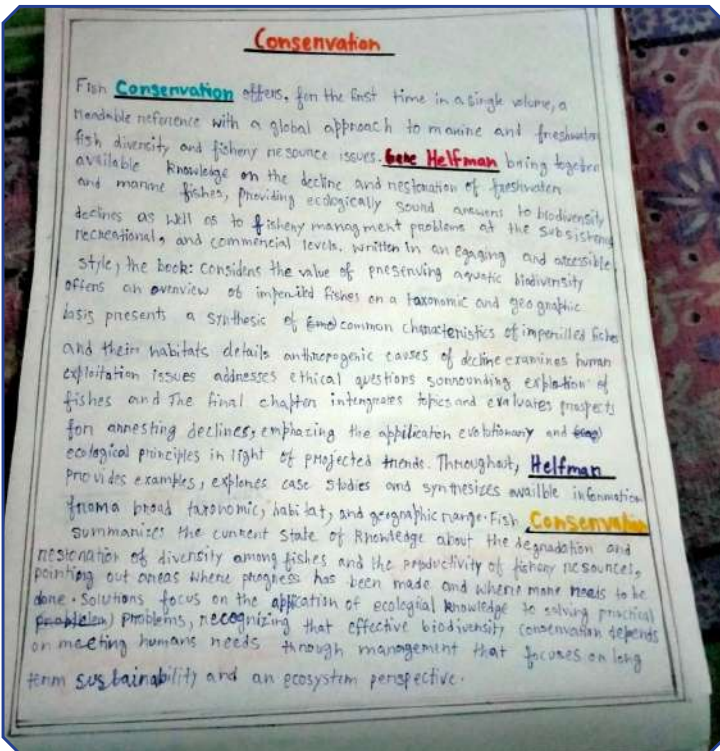 Conservation
Fish Conservation offers, for the first time in a single volume, a
readable reference with a global approach to marine and freshwater
fish diversity and fishery resource issues. Gene Helfman bring together
available knowledge on the decline and restoration of freshwater
and marine fishes, providing ecologically sound answers to biodiversity
declines as well as to fishery managment problems at the subsistence
recreational, and commercial levels. written in an egaging and accessible
style, the book: considers the value of preserving aquatic biodiversity
offers an overview of imperiled fishes on a taxonomic and geographic
basis presents a synthesis of common characteristics of imperilled fishes
and their habitats details anthropogenic causes of decline examines human
exploitation issues addresses ethical questions sorrounding explotion of
fishes and The final chapter intergrates topics and evaluates prospects
for arresting declines, emphazing the application evolutionary and
ecological principles in light of projected trends. Throughout, Helfman
provides examples, explores case studies and synthesizes availble information
from a broad taxonomic, habitat, and geographic range. Fish Conservation
summarizes the current state of knowledge about the degradation and
restoration of diversity among fishes and the productivity of fishery resources,
pointing out areas where progress has been made and where more needs to be
done. Solutions focus on the application of ecological knowledge to solving practical
problems, recognizing that effective biodiversity conservation depends
on meeting humans needs through management that focuses on long
term sustainability and an ecosystem perspective.